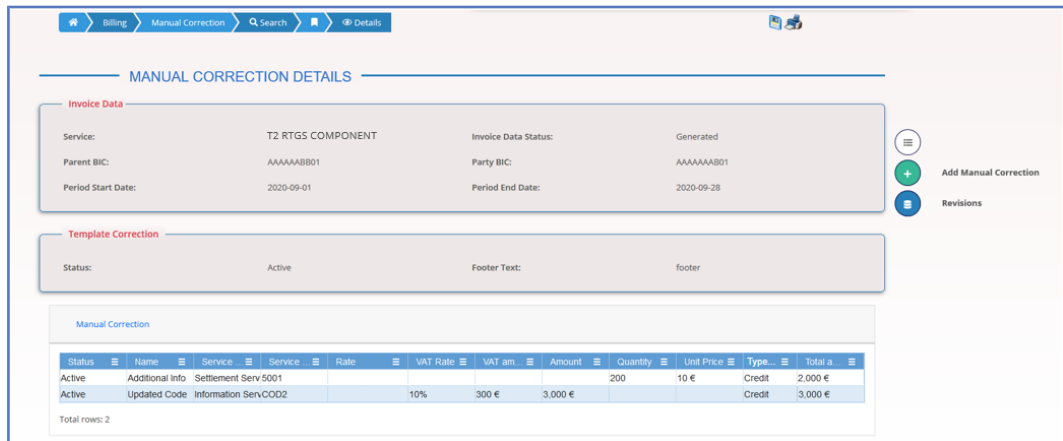 Billing Manual Correction Search Details
MANUAL CORRECTION DETAILS
Invoice Data
Service: T2 RTGS COMPONENT Invoice Data Status: Generated
Parent BIC: AAAAAABB01 Party BIC: AAAAAAAB01
Add Manual Correction
Period Start Date: 2020-09-01 Period End Date: 2020-09-28
Revisions
Template Correction
Status: Active Footer Text: footer
Manual Correction
Status Name Service ... Service ... Rate VAT Rate VAT am... Amount Quantity Unit Price Type... Total a...
Active Additional Info Settlement Serv 5001 200 10 € Credit 2,000 €
Active Updated Code Information Serv COD2 10% 300 € 3,000 € Credit 3,000 €
Total rows: 2